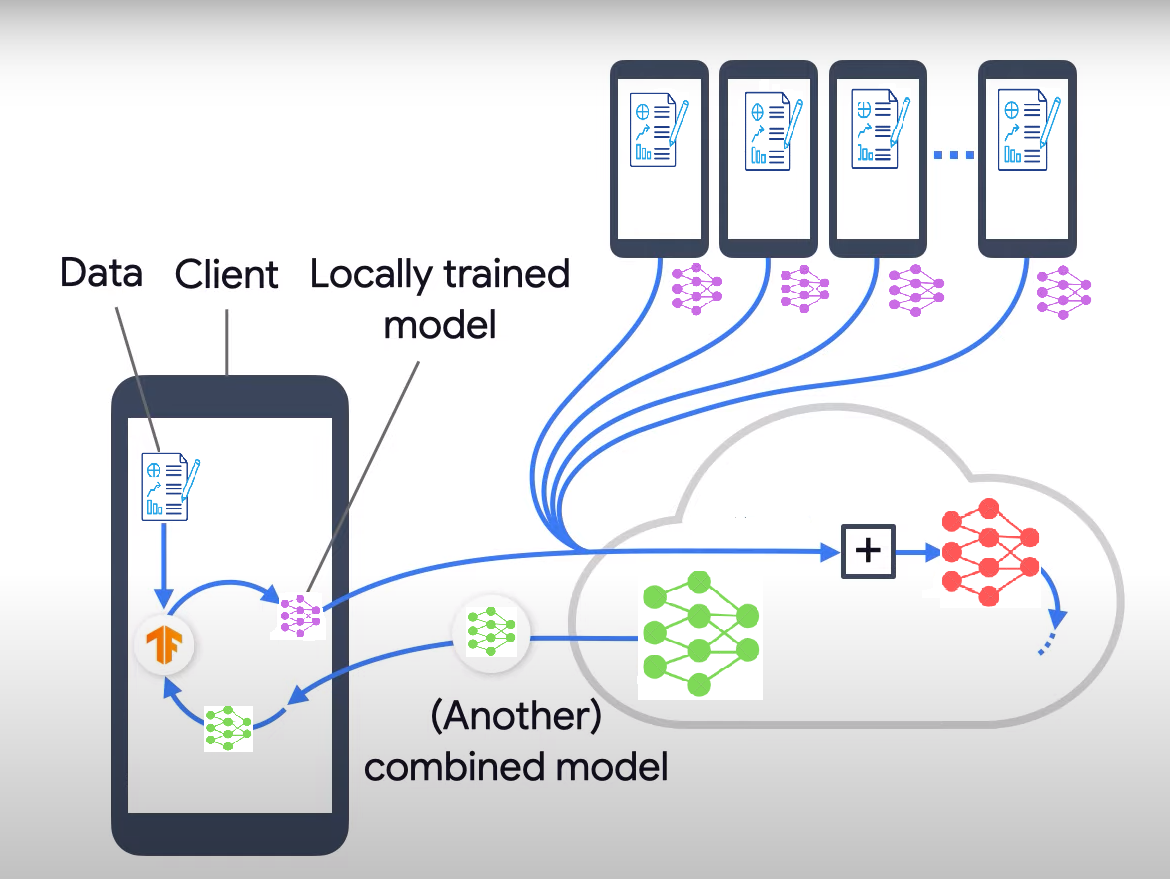 Data
Client
Locally trained
model
+
(Another)
combined model